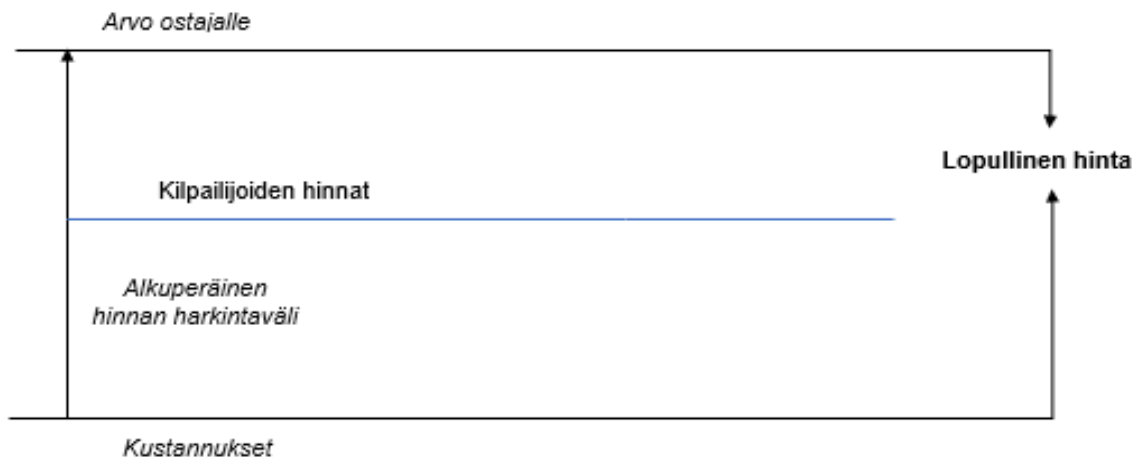 Arvo ostajalle
Lopullinen hinta
Kilpailijoiden hinnat
Alkuperäinen
hinnan harkintaväli
Kustannukset